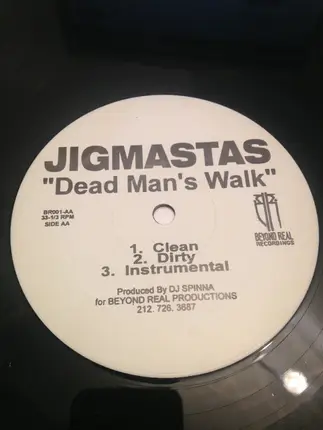 JIGMASTAS
"Dead Man's Walk"
BR001-AA
33-1/3 RPM
SIDE AA
BEYOND REAL
RECORDINGS
1. Clean
2. Dirty
3. Instrumental
Produced By DJ SPINNA
for BEYOND REAL PRODUCTIONS
212. 726. 3687